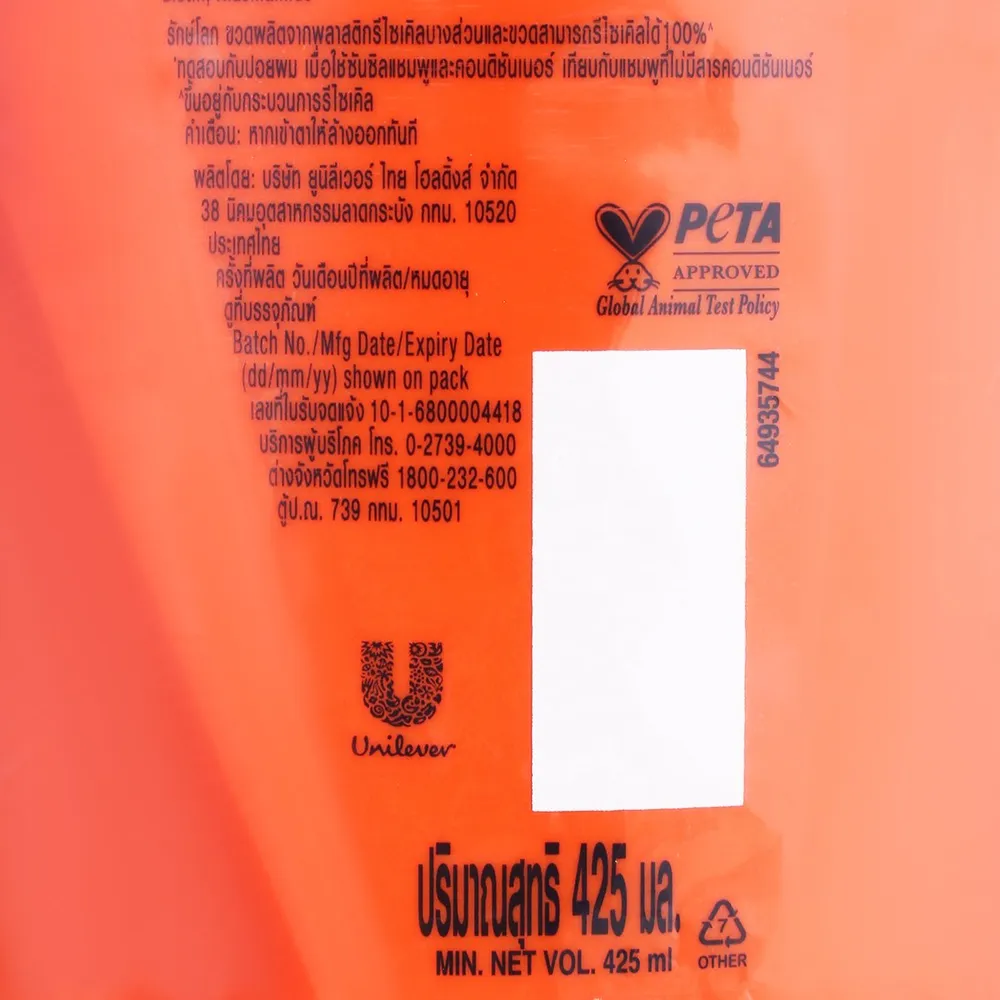 รักษ์โลก ขวดผลิตจากพลาสติกรีไซเคิลบางส่วนและขวดสามารถรีไซเคิลได้100%^
*ทดสอบกับปอยผม เมื่อใช้ซันซิลแชมพูและคอนดิชันเนอร์ เทียบกับแชมพูที่ไม่มีสารคอนดิชันเนอร์
^ขึ้นอยู่กับกระบวนการรีไซเคิล
คำเตือน: หากเข้าตาให้ล้างออกทันที
ผลิตโดย: บริษัท ยูนิลีเวอร์ ไทย โฮลดิ้งส์ จำกัด
38 นิคมอุตสาหกรรมลาดกระบัง กทม. 10520
ประเทศไทย
ครั้งที่ผลิต วันเดือนปีที่ผลิต/หมดอายุ
ดูที่บรรจุภัณฑ์
Batch No./Mfg Date/Expiry Date
(dd/mm/yy) shown on pack
เลขที่ใบรับจดแจ้ง 10-1-6800004418
บริการผู้บริโภค โทร. 0-2739-4000
ต่างจังหวัดโทรฟรี 1800-232-600
ตู้ป.ณ. 739 กทม. 10501
PETA
APPROVED
Global Animal Test Policy
64935744
Unilever
ปริมาณสุทธิ 425 มล.
MIN. NET VOL. 425 ml
7
OTHER